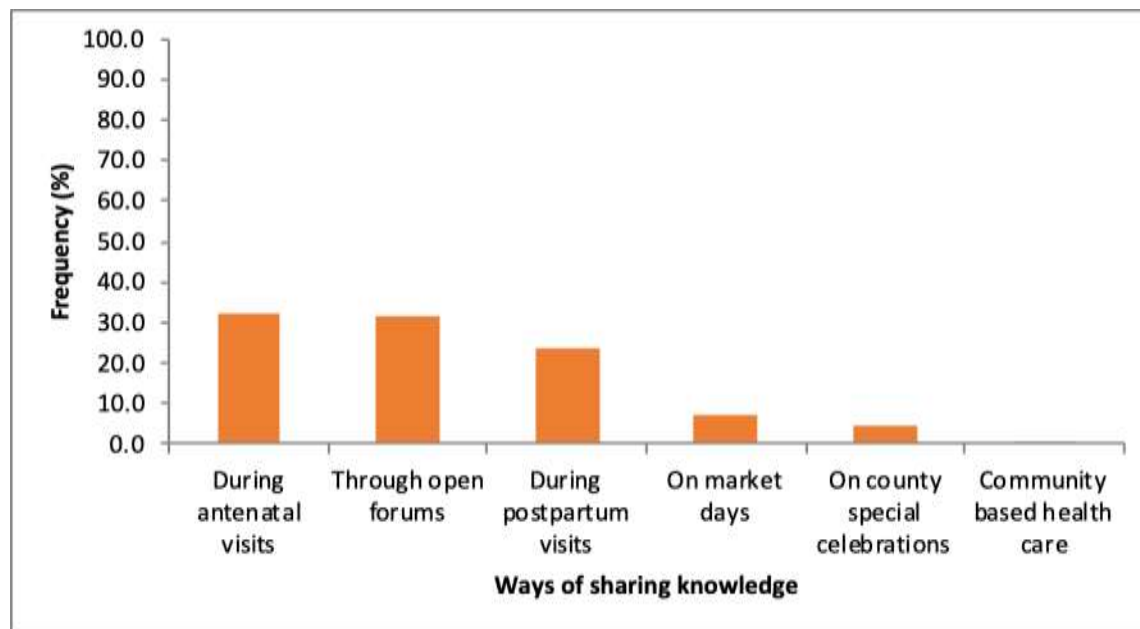 100.0
90.0
80.0
70.0
60.0
50.0
40.0
30.0
20.0
10.0
0.0
Frequency (%)
During
antenatal
visits
Through open
forums
During
postpartum
visits
On market
days
On county
special
celebrations
Community
based health
care
Ways of sharing knowledge